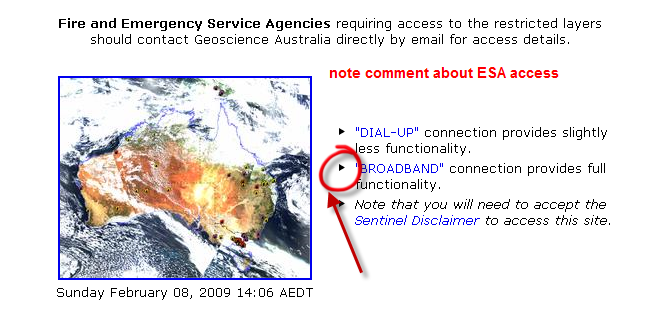 Fire and Emergency Service Agencies requiring access to the restricted layers
should contact Geoscience Australia directly by email for access details.
note comment about ESA access
"DIAL-UP" connection provides slightly
less functionality.
"BROADBAND" connection provides full
functionality.
Note that you will need to accept the
Sentinel Disclaimer to access this site.
Sunday February 08, 2009 14:06 AEDT